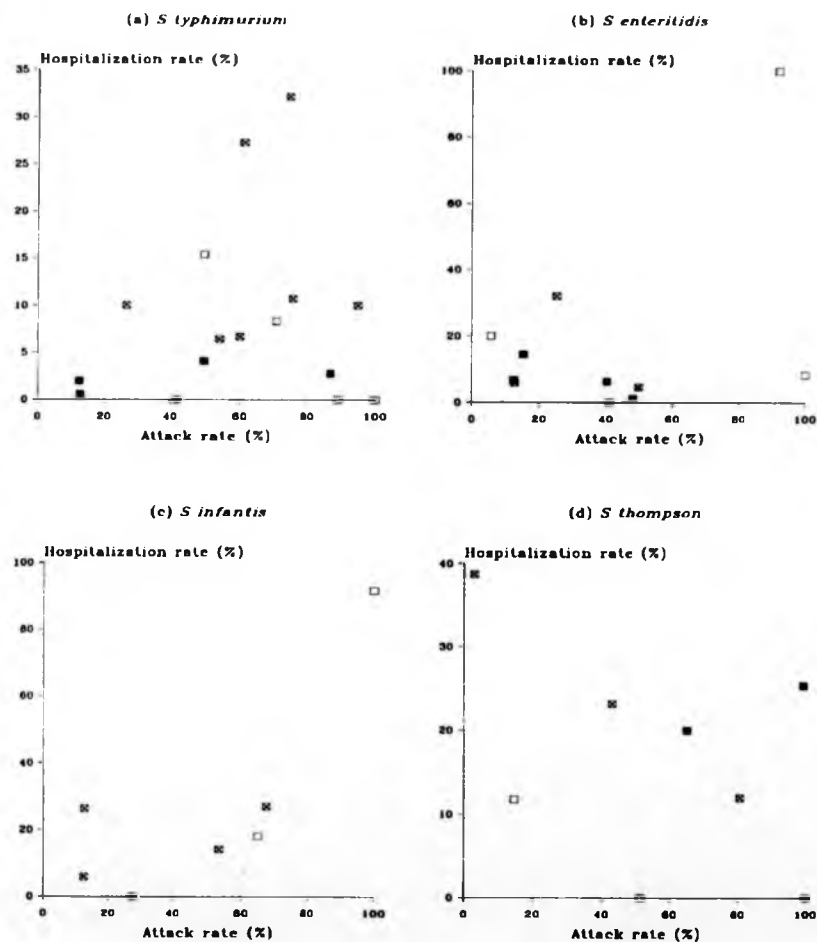 (a) S typhimurium
Hospitalization rate (%)
35
30
25
20
15
10
5
0
0 20 40 60 80 100
Attack rate (%)
(b) S enteritidis
Hospitalization rate (%)
100
80
60
40
20
0
0 20 40 60 80 100
Attack rate (%)
(c) S infantis
Hospitalization rate (%)
100
80
60
40
20
0
0 20 40 60 80 100
Attack rate (%)
(d) S thompson
Hospitalization rate (%)
40
30
20
10
0
0 20 40 60 80 100
Attack rate (%)